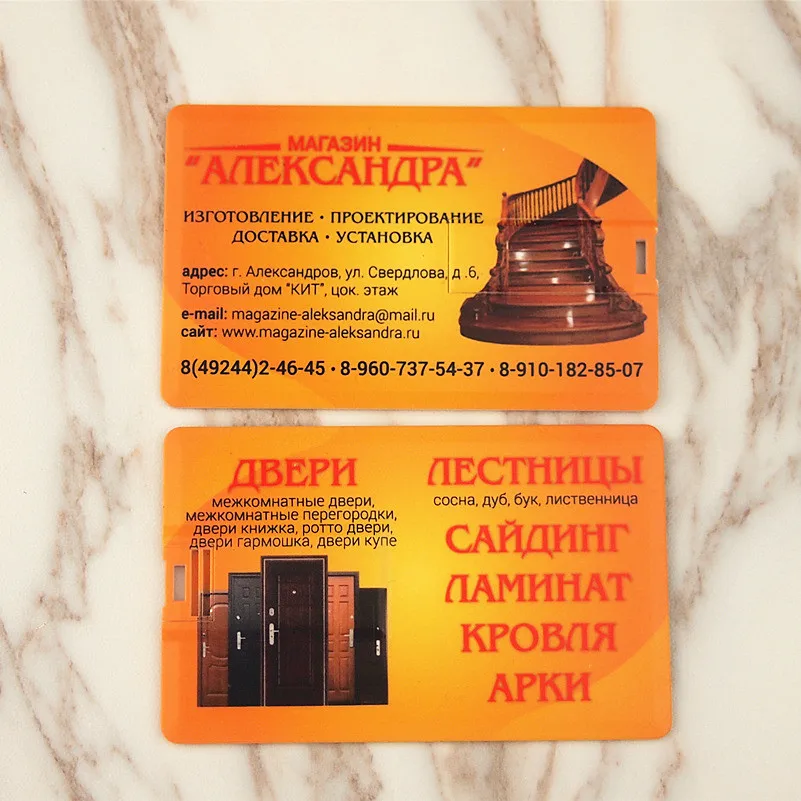 МАГАЗИН
"АЛЕКСАНДРА"
ИЗГОТОВЛЕНИЕ • ПРОЕКТИРОВАНИЕ
ДОСТАВКА • УСТАНОВКА
адрес: г. Александров, ул. Свердлова, д .6,
Торговый дом "КИТ", цок. этаж
e-mail: magazine-aleksandra@mail.ru
сайт: www.magazine-aleksandra.ru
8(49244)2-46-45 • 8-960-737-54-37 • 8-910-182-85-07
ДВЕРИ
межкомнатные двери,
межкомнатные перегородки,
двери книжка, ротто двери,
двери гармошка, двери купе
ЛЕСТНИЦЫ
сосна, дуб, бук, лиственница
САЙДИНГ
ЛАМИНАТ
КРОВЛЯ
АРКИ